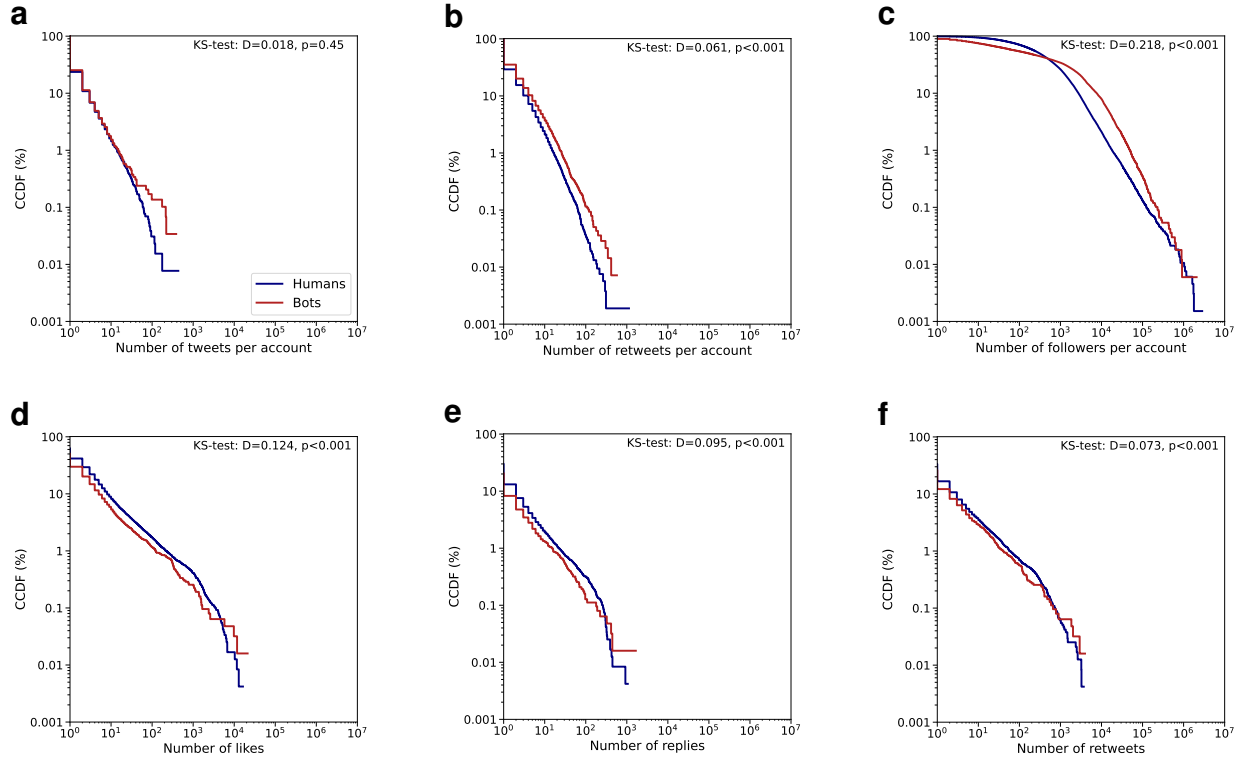 a
KS-test: D=0.018, p=0.45
100
10
1
0.1
0.01
0.001
CCDF (%)
Humans
Bots
10^0 10^1 10^2 10^3 10^4 10^5 10^6 10^7
Number of tweets per account
b
KS-test: D=0.061, p<0.001
100
10
1
0.1
0.01
0.001
CCDF (%)
10^0 10^1 10^2 10^3 10^4 10^5 10^6 10^7
Number of retweets per account
c
KS-test: D=0.218, p<0.001
100
10
1
0.1
0.01
0.001
CCDF (%)
10^0 10^1 10^2 10^3 10^4 10^5 10^6 10^7
Number of followers per account
d
KS-test: D=0.124, p<0.001
100
10
1
0.1
0.01
0.001
CCDF (%)
10^0 10^1 10^2 10^3 10^4 10^5 10^6 10^7
Number of likes
e
KS-test: D=0.095, p<0.001
100
10
1
0.1
0.01
0.001
CCDF (%)
10^0 10^1 10^2 10^3 10^4 10^5 10^6 10^7
Number of replies
f
KS-test: D=0.073, p<0.001
100
10
1
0.1
0.01
0.001
CCDF (%)
10^0 10^1 10^2 10^3 10^4 10^5 10^6 10^7
Number of retweets